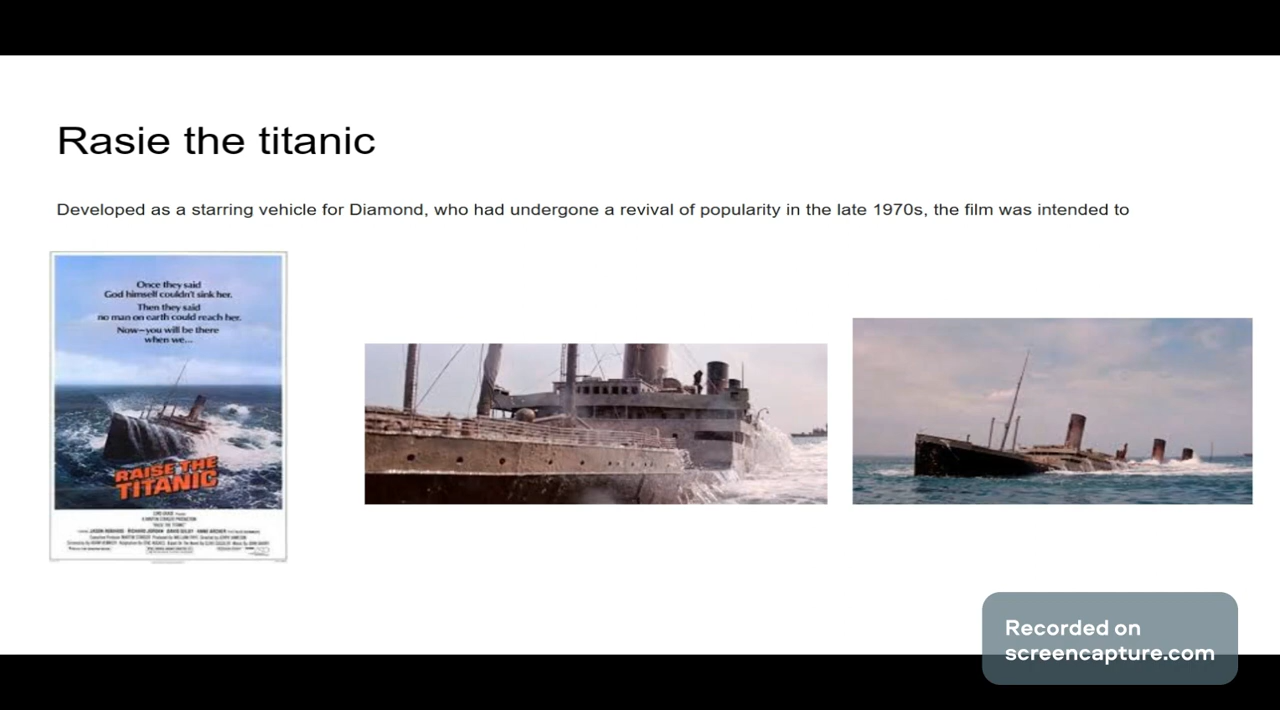 Rasie the titanic
Developed as a starring vehicle for Diamond, who had undergone a revival of popularity in the late 1970s, the film was intended to
Once they said
God himself couldn't sink her.
Then they said
no man on earth could reach her.
Now—you will be there
when we...
RAISE THE
TITANIC
Recorded on
screencapture.com